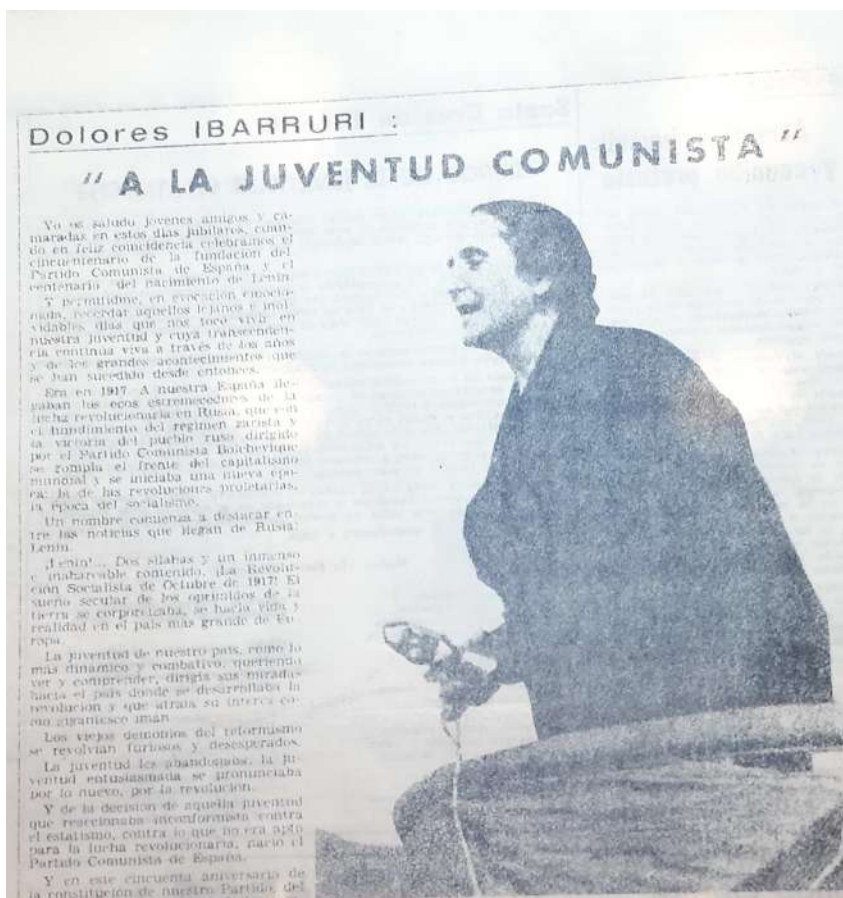 Dolores IBARRURI :
"A LA JUVENTUD COMUNISTA"
Yo os saludo jóvenes amigos y ca-
maradas en estos días jubilares, cuan-
do en feliz coincidencia celebramos el
cincuentenario de la fundación del
Partido Comunista de España y el
centenario del nacimiento de Lenin.
Y permitidme, en evocación emocio-
nada, recordar aquellos lejanos e inol-
vidables días que nos tocó vivir en
nuestra juventud y cuya transcenden-
cia continua viva a través de los años
y de los grandes acontecimientos que
se han sucedido desde entonces.
Era en 1917. A nuestra España lle-
gaban los ecos estremecedores de la
lucha revolucionaria en Rusia, que con
el hundimiento del regimen zarista y
la victoria del pueblo ruso dirigido
por el Partido Comunista Bolchevique
se rompía el frente del capitalismo
mundial y se iniciaba una nueva épo-
ca: la de las revoluciones proletarias,
la época del socialismo.
Un nombre comienza a destacar en-
tre las noticias que llegan de Rusia:
Lenin.
¡Lenin!... Dos sílabas y un inmenso
e inabarcable contenido. ¡La Revolu-
ción Socialista de Octubre de 1917! El
sueño secular de los oprimidos de la
tierra se corporeizaba, se hacía vida y
realidad en el país más grande de Eu-
ropa.
La juventud de nuestro país, como lo
más dinámico y combativo, queriendo
ver y comprender, dirigía sus miradas
hacia el país donde se desarrollaba la
revolución y que atraía su interés co-
mo gigantesco imán
Los viejos demonios del reformismo
se revolvían furiosos y desesperados.
La juventud les abandonaba, la ju-
ventud entusiasmada se pronunciaba
por lo nuevo, por la revolución.
Y de la decisión de aquella juventud
que reaccionaba inconformista contra
el estatismo, contra lo que no era apto
para la lucha revolucionaria, nació el
Partido Comunista de España.
Y en este cincuenta aniversario de
la constitución de nuestro Partido, del